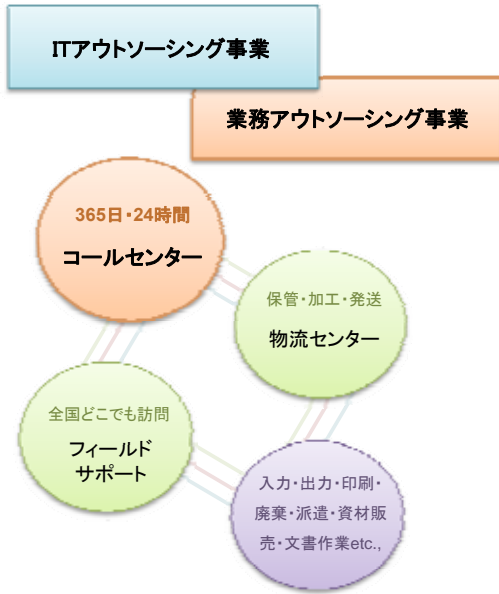 ITアウトソーシング事業
業務アウトソーシング事業
365日・24時間
コールセンター
保管・加工・発送
物流センター
全国どこでも訪問
フィールド
サポート
入力・出力・印刷・
廃棄・派遣・資材販
売・文書作業etc.,